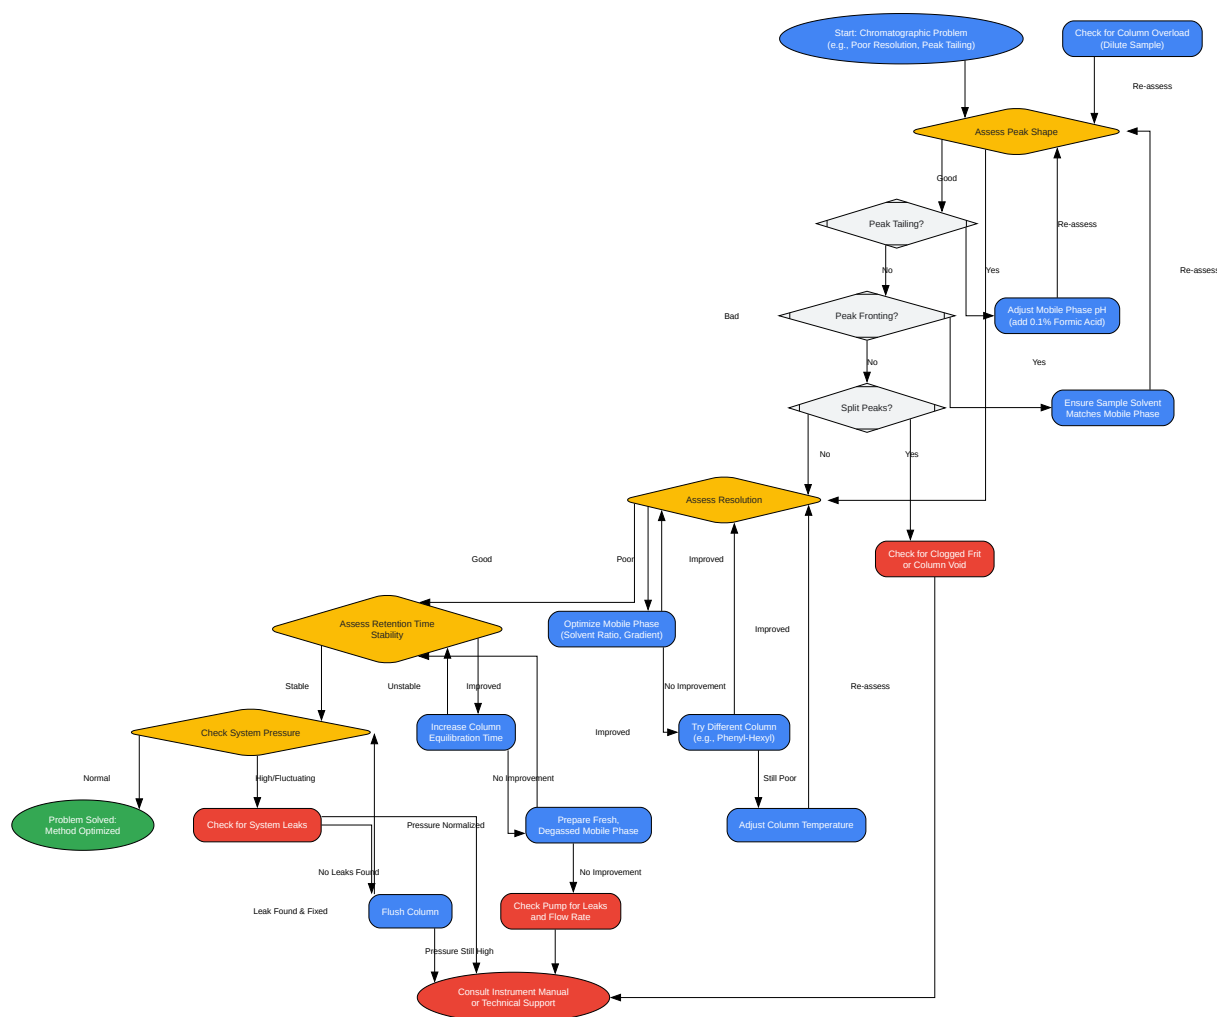 Start: Chromatographic Problem
(e.g., Poor Resolution, Peak Tailing)
Check for Column Overload
(Dilute Sample)
Re-assess
Assess Peak Shape
Good
Peak Tailing?
Re-assess
No
Yes
Re-assess
Adjust Mobile Phase pH
(add 0.1% Formic Acid)
Peak Fronting?
Bad
No
Yes
Ensure Sample Solvent
Matches Mobile Phase
Split Peaks?
No
Yes
Assess Resolution
Check for Clogged Frit
or Column Void
Good
Poor
Improved
Assess Retention Time
Stability
Optimize Mobile Phase
(Solvent Ratio, Gradient)
Improved
Stable
Unstable
Improved
No Improvement
Re-assess
Check System Pressure
Increase Column
Equilibration Time
Improved
Try Different Column
(e.g., Phenyl-Hexyl)
Normal
High/Fluctuating
No Improvement
Still Poor
Problem Solved:
Method Optimized
Check for System Leaks
Pressure Normalized
Prepare Fresh,
Degassed Mobile Phase
Adjust Column Temperature
No Leaks Found
No Improvement
Leak Found & Fixed
Flush Column
Check Pump for Leaks
and Flow Rate
Pressure Still High
Consult Instrument Manual
or Technical Support